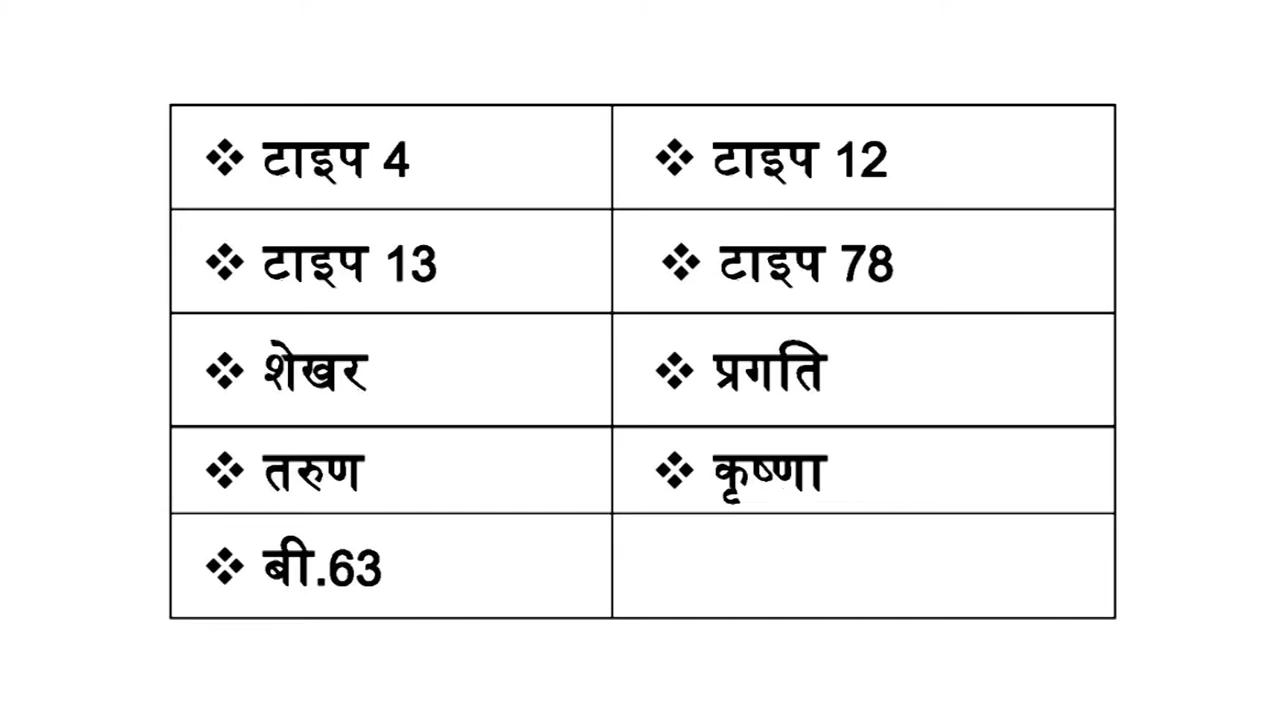 ❖ टाइप 4 ❖ टाइप 12
❖ टाइप 13 ❖ टाइप 78
❖ शेखर ❖ प्रगति
❖ तरुण ❖ कृष्णा
❖ बी.63